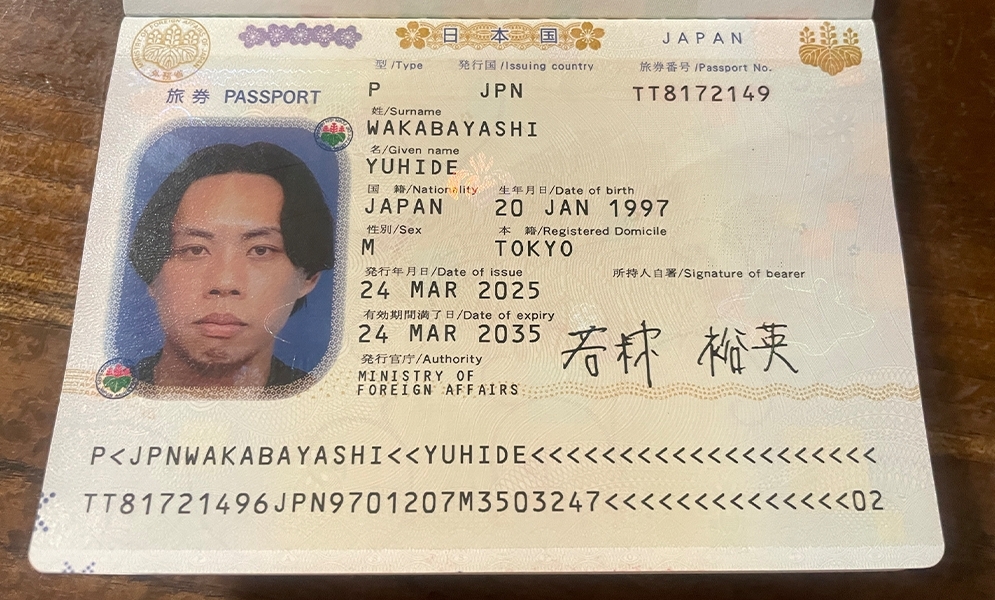 日本国 JAPAN
型/Type 発行国/Issuing country 旅券番号/Passport No.
旅券 PASSPORT P JPN TT8172149
姓/Surname
WAKABAYASHI
名/Given name
YUHIDE
国 籍/Nationality 生年月日/Date of birth
JAPAN 20 JAN 1997
性別/Sex 本 籍/Registered Domicile
M TOKYO
発行年月日/Date of issue 所持人自署/Signature of bearer
24 MAR 2025
有効期間満了日/Date of expiry
24 MAR 2035
若林 裕英
発行官庁/Authority
MINISTRY OF
FOREIGN AFFAIRS
P<JPNWAKABAYASHI<<YUHIDE<<<<<<<<<<<<<<<<<<<<<
TT81721496JPN9701207M3503247<<<<<<<<<<<<<<02